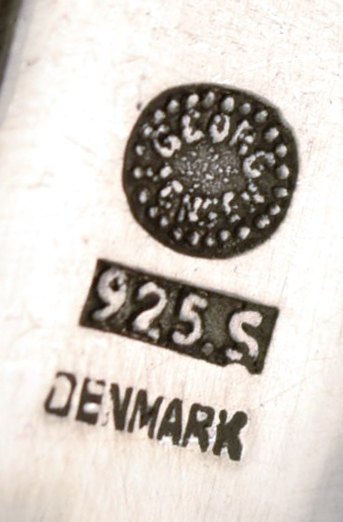 GEORG
JENSEN
925.S
DENMARK